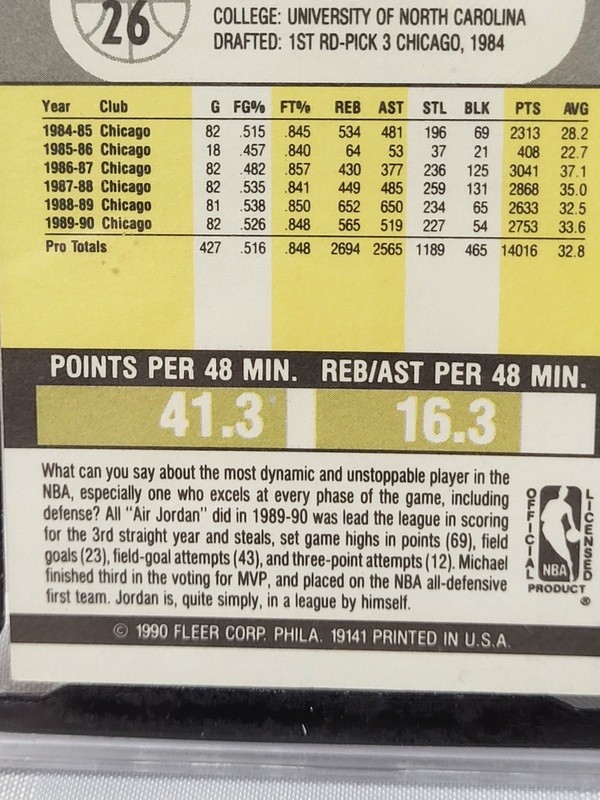 26
COLLEGE: UNIVERSITY OF NORTH CAROLINA
DRAFTED: 1ST RD-PICK 3 CHICAGO, 1984
Year Club G FG% FT% REB AST STL BLK PTS AVG
1984-85 Chicago 82 .515 .845 534 481 196 69 2313 28.2
1985-86 Chicago 18 .457 .840 64 53 37 21 408 22.7
1986-87 Chicago 82 .482 .857 430 377 236 125 3041 37.1
1987-88 Chicago 82 .535 .841 449 485 259 131 2868 35.0
1988-89 Chicago 81 .538 .850 652 650 234 65 2633 32.5
1989-90 Chicago 82 .526 .848 565 519 227 54 2753 33.6
Pro Totals 427 .516 .848 2694 2565 1189 465 14016 32.8
POINTS PER 48 MIN. REB/AST PER 48 MIN.
41.3 16.3
What can you say about the most dynamic and unstoppable player in the
NBA, especially one who excels at every phase of the game, including
defense? All "Air Jordan" did in 1989-90 was lead the league in scoring
for the 3rd straight year and steals, set game highs in points (69), field
goals (23), field-goal attempts (43), and three-point attempts (12). Michael
finished third in the voting for MVP, and placed on the NBA all-defensive
first team. Jordan is, quite simply, in a league by himself.
OFFICIAL
NBA
LICENSED
PRODUCT
®
© 1990 FLEER CORP. PHILA. 19141 PRINTED IN U.S.A.